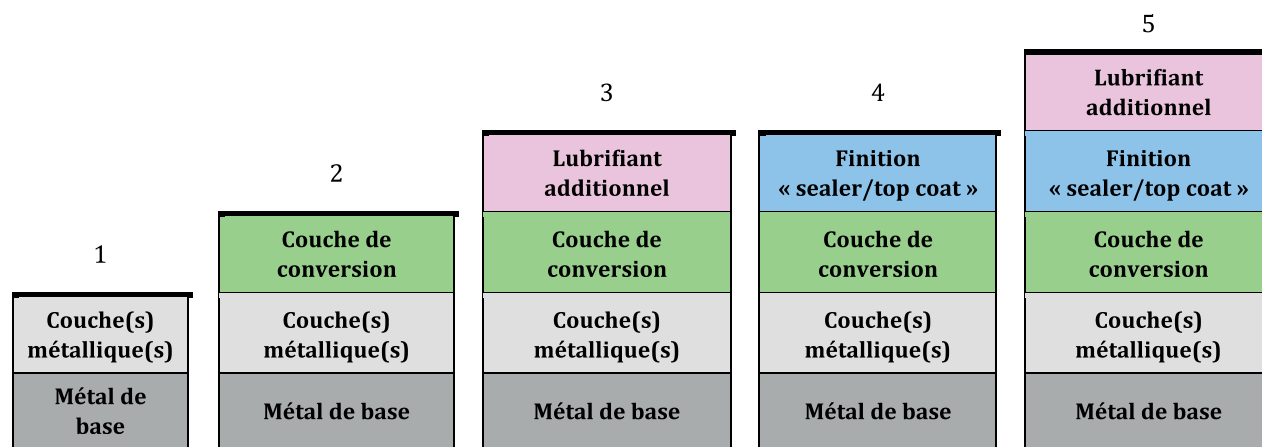 1
Couche(s)
métallique(s)
Métal de
base
2
Couche de
conversion
Couche(s)
métallique(s)
Métal de base
3
Lubrifiant
additionnel
Couche de
conversion
Couche(s)
métallique(s)
Métal de base
4
Finition
« sealer/top coat »
Couche de
conversion
Couche(s)
métallique(s)
Métal de base
5
Lubrifiant
additionnel
Finition
« sealer/top coat »
Couche de
conversion
Couche(s)
métallique(s)
Métal de base